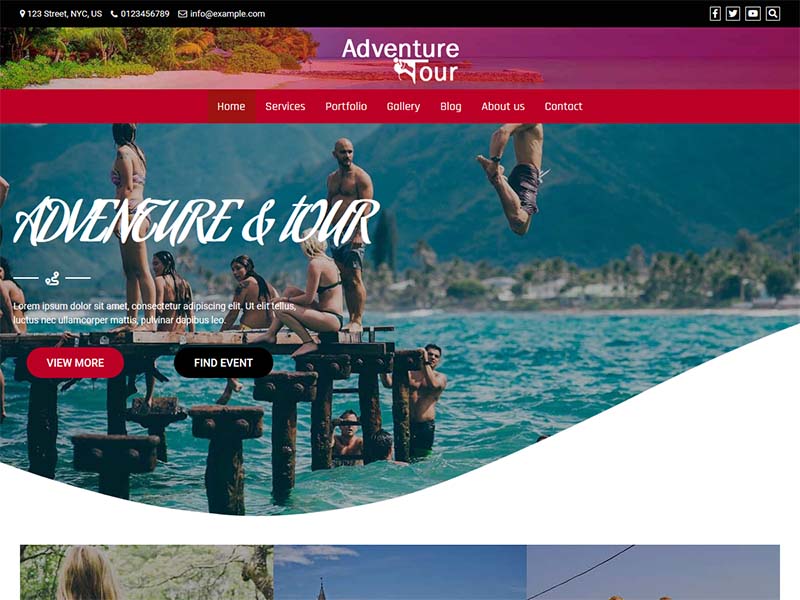 123 Street, NYC, US 0123456789 info@example.com
Adventure
Tour
Home Services Portfolio Gallery Blog About us Contact
ADVENTURE & TOUR
Lorem ipsum dolor sit amet, consectetur adipiscing elit. Ut elit tellus,
luctus nec ullamcorper mattis, pulvinar dapibus leo.
VIEW MORE FIND EVENT